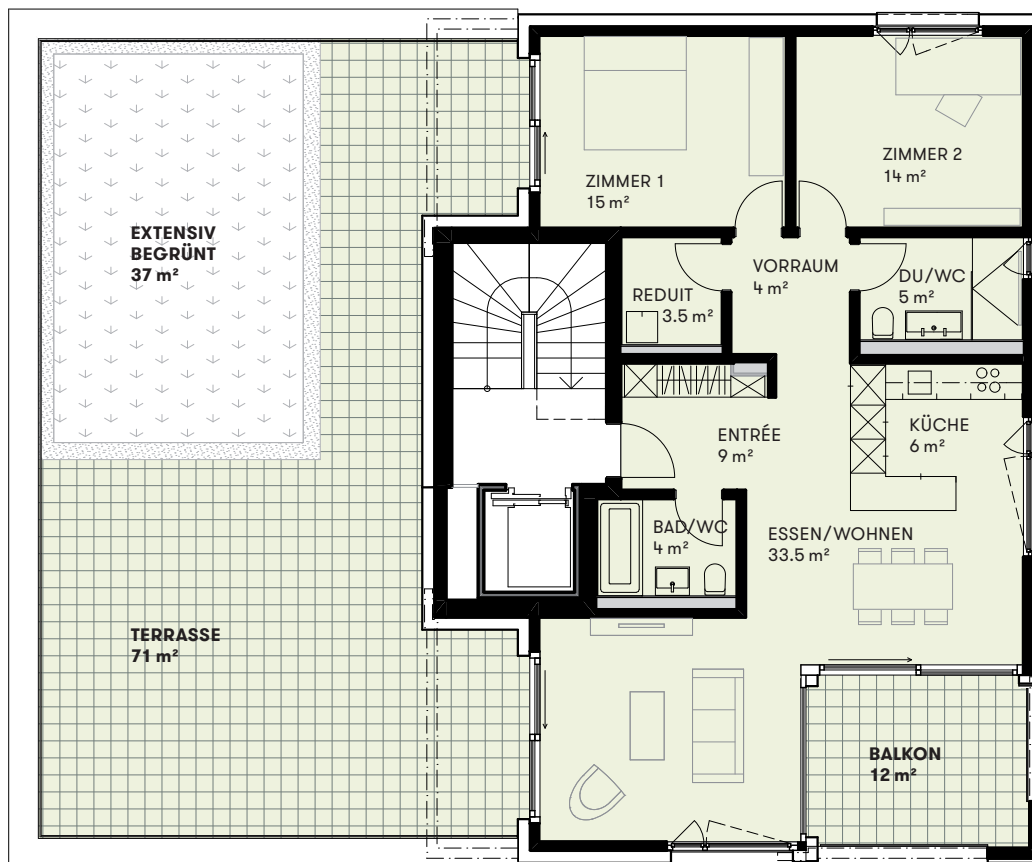 ZIMMER 1
15 m²
ZIMMER 2
14 m²
EXTENSIV
BEGRÜNT
37 m²
VORRAUM
4 m²
DU/WC
5 m²
REDUIT
3.5 m²
ENTRÉE
9 m²
KÜCHE
6 m²
BAD/WC
4 m²
ESSEN/WOHNEN
33.5 m²
TERRASSE
71 m²
BALKON
12 m²